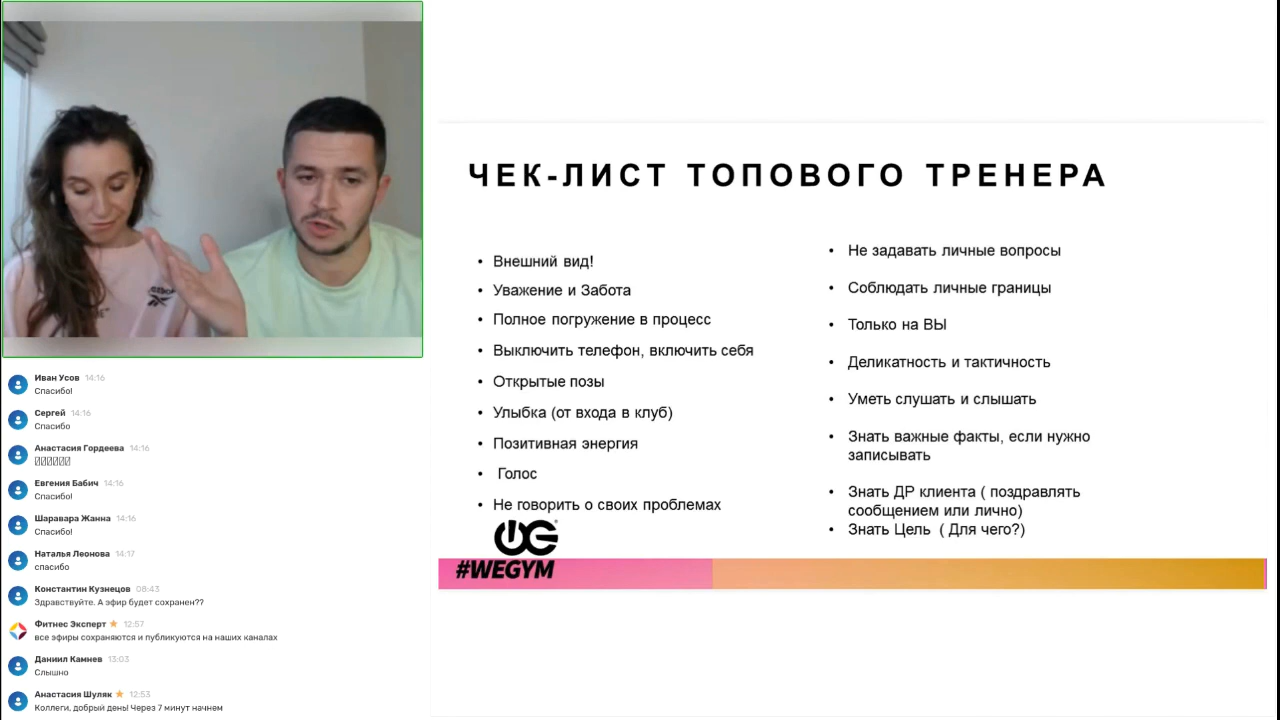 ЧЕК-ЛИСТ ТОПОВОГО ТРЕНЕРА
• Внешний вид!
• Уважение и Забота
• Полное погружение в процесс
• Выключить телефон, включить себя
• Открытые позы
• Улыбка (от входа в клуб)
• Позитивная энергия
• Голос
• Не говорить о своих проблемах
• Не задавать личные вопросы
• Соблюдать личные границы
• Только на ВЫ
• Деликатность и тактичность
• Уметь слушать и слышать
• Знать важные факты, если нужно
записывать
• Знать ДР клиента ( поздравлять
сообщением или лично)
• Знать Цель ( Для чего?)
#WEGYM
Иван Усов 14:16
Спасибо!
Сергей 14:16
Спасибо
Анастасия Гордеева 14:16
Евгения Бабич 14:16
Спасибо!
Шаравара Жанна 14:16
Спасибо!
Наталья Леонова 14:17
спасибо
Константин Кузнецов 08:43
Здравствуйте. А эфир будет сохранен??
Фитнес Эксперт 12:57
все эфиры сохраняются и публикуются на наших каналах
Даниил Камнев 13:03
Слышно
Анастасия Шуляк 12:53
Коллеги, добрый день! Через 7 минут начнем